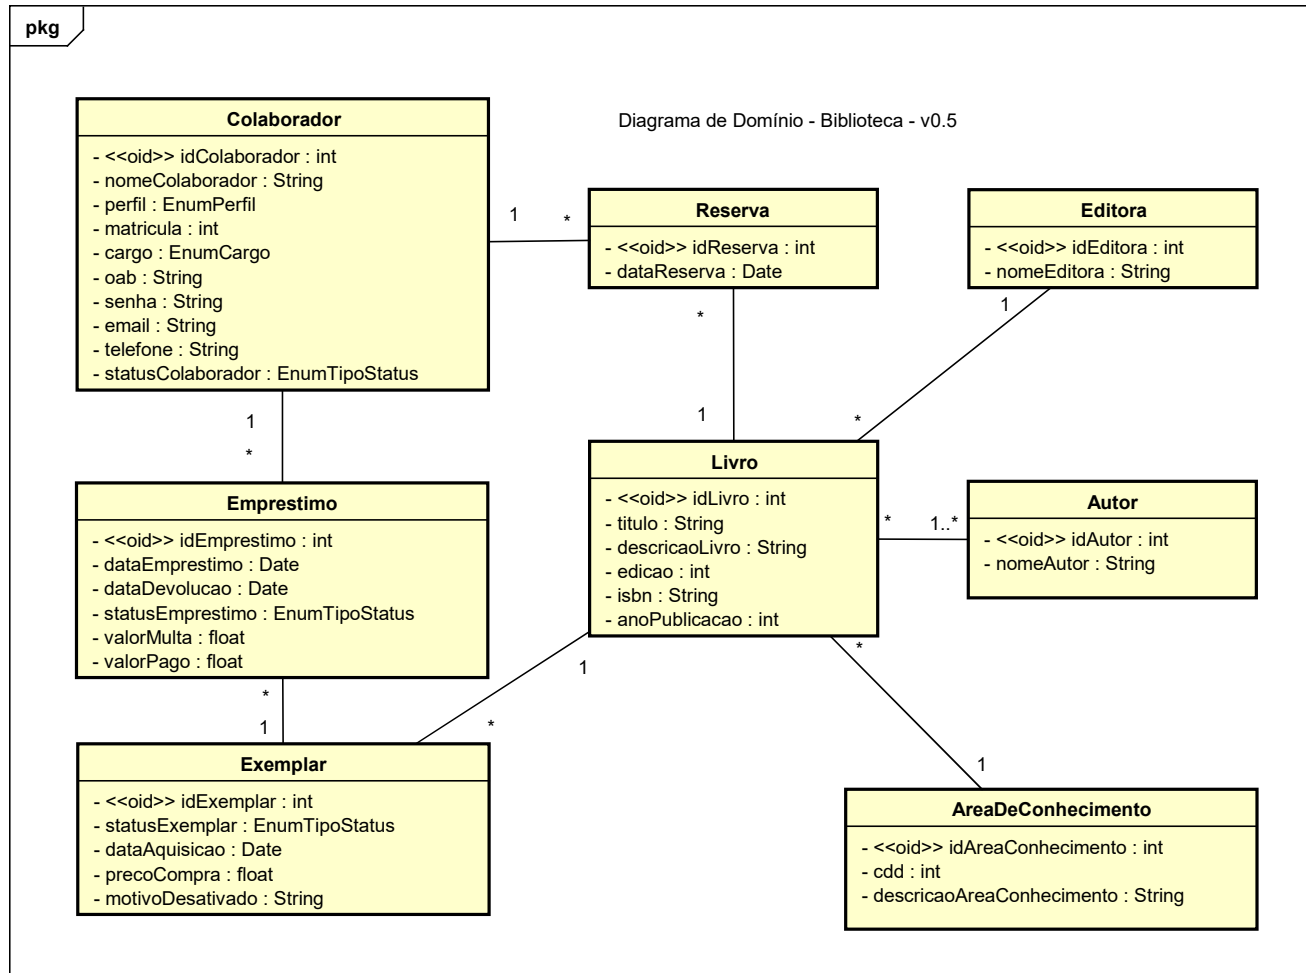 pkg
Diagrama de Domínio - Biblioteca - v0.5
Colaborador
- <<oid>> idColaborador : int
- nomeColaborador : String
- perfil : EnumPerfil
- matricula : int
- cargo : EnumCargo
- oab : String
- senha : String
- email : String
- telefone : String
- statusColaborador : EnumTipoStatus
1
*
Reserva
- <<oid>> idReserva : int
- dataReserva : Date
Editora
- <<oid>> idEditora : int
- nomeEditora : String
*
1
1
*
1
*
Livro
- <<oid>> idLivro : int
- titulo : String
- descricaoLivro : String
- edicao : int
- isbn : String
- anoPublicacao : int
*
1..*
Autor
- <<oid>> idAutor : int
- nomeAutor : String
Emprestimo
- <<oid>> idEmprestimo : int
- dataEmprestimo : Date
- dataDevolucao : Date
- statusEmprestimo : EnumTipoStatus
- valorMulta : float
- valorPago : float
*
1
1
*
*
1
Exemplar
- <<oid>> idExemplar : int
- statusExemplar : EnumTipoStatus
- dataAquisicao : Date
- precoCompra : float
- motivoDesativado : String
AreaDeConhecimento
- <<oid>> idAreaConhecimento : int
- cdd : int
- descricaoAreaConhecimento : String